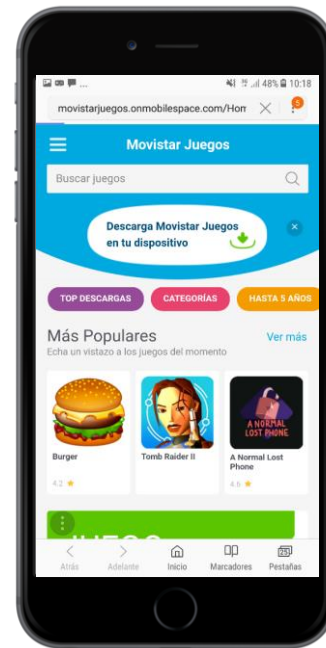 48% 10:18
movistarjuegos.onmobilespace.com/Hom
5
Movistar Juegos
Buscar juegos
Descarga Movistar Juegos
en tu dispositivo
TOP DESCARGAS CATEGORÍAS HASTA 5 AÑOS
Más Populares Ver más
Echa un vistazo a los juegos del momento
A NORMAL
LOST PHONE
Burger Tomb Raider II A Normal Lost
Phone
4.2 4.6
JUEGO
Atrás Adelante Inicio Marcadores Pestañas